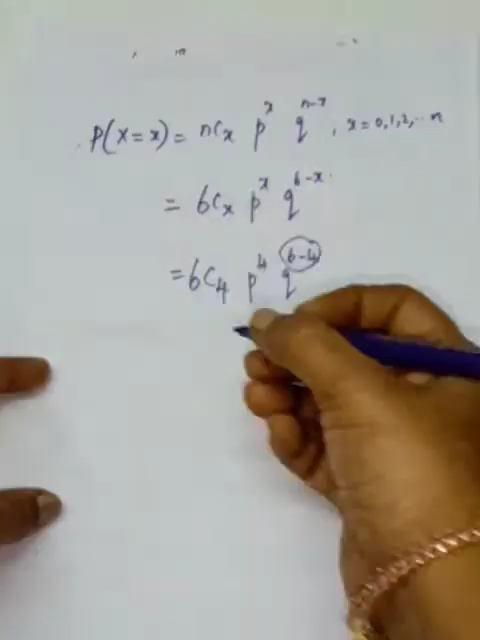 P(X=x) = nCx p^x q^n-x, x=0,1,2,...n
= 6Cx p^x q^6-x.
= 6C4 p^4 q^6-4